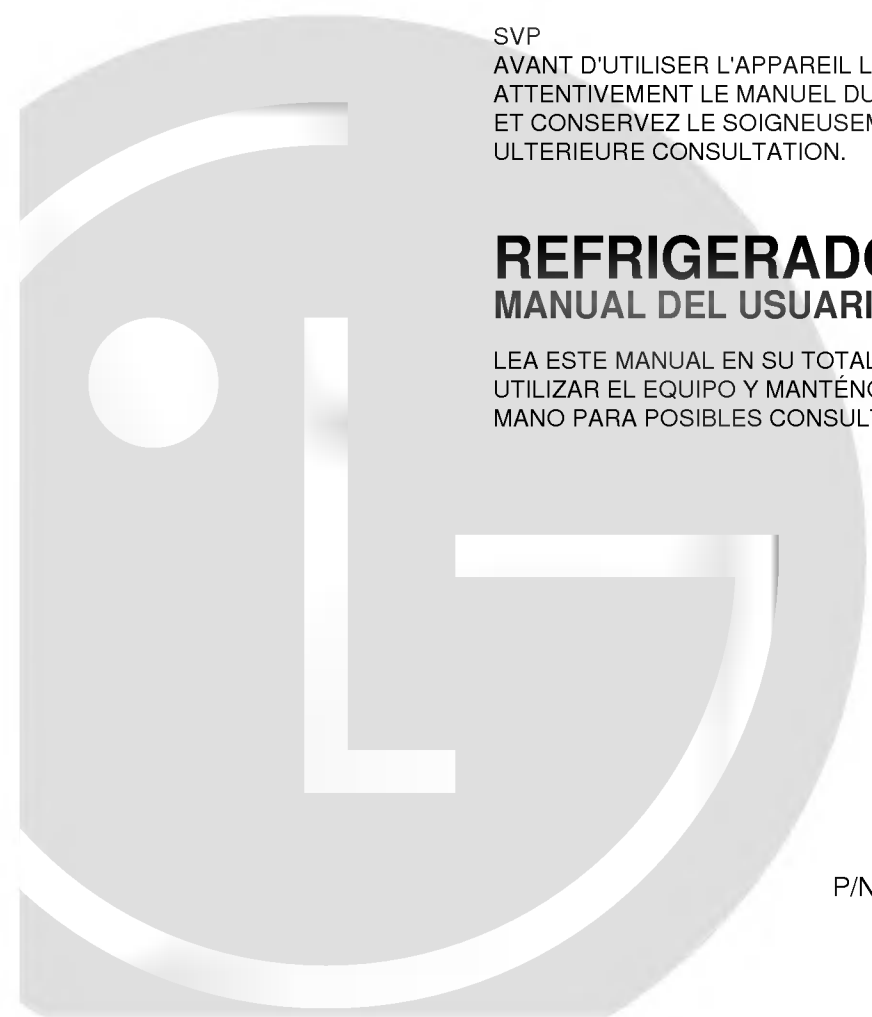 SVP
AVANT D'UTILISER L'APPAREIL L
ATTENTIVEMENT LE MANUEL DU
ET CONSERVEZ LE SOIGNEUSEM
ULTERIEURE CONSULTATION.
REFRIGERADO
MANUAL DEL USUARI
LEA ESTE MANUAL EN SU TOTAL
UTILIZAR EL EQUIPO Y MANTÉNG
MANO PARA POSIBLES CONSULT
P/N
LG